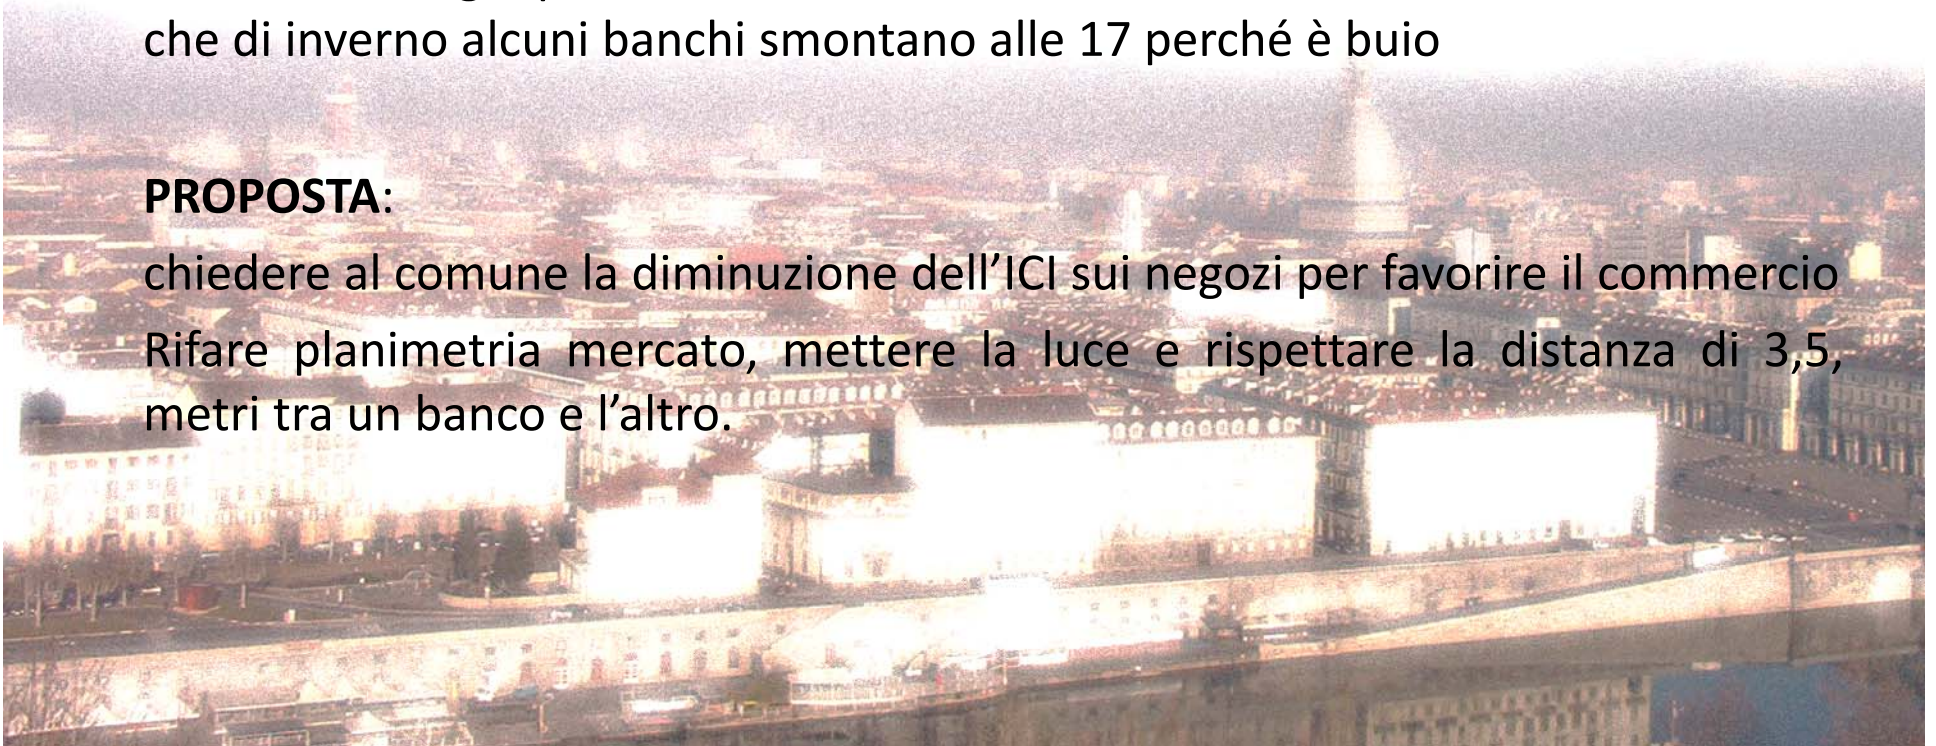 che di inverno alcuni banchi smontano alle 17 perché è buio
PROPOSTA:
chiedere al comune la diminuzione dell’ICI sui negozi per favorire il commercio
Rifare planimetria mercato, mettere la luce e rispettare la distanza di 3,5,
metri tra un banco e l’altro.